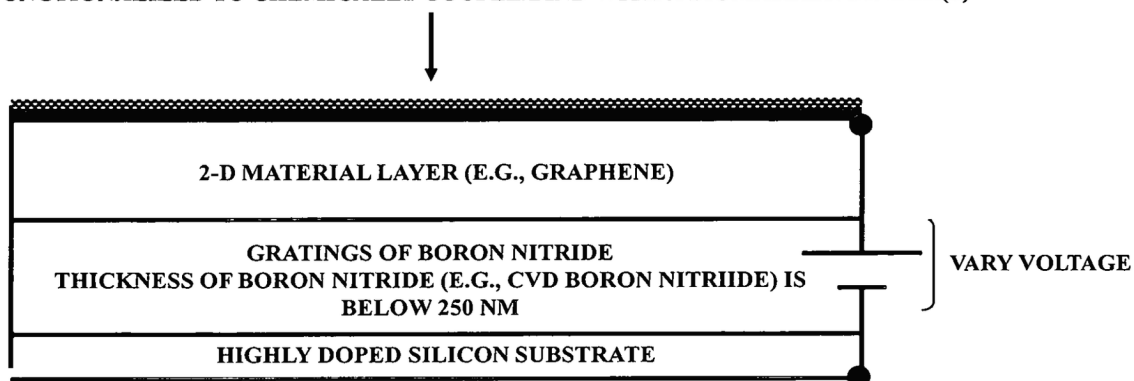 2-D MATERIAL LAYER (E.G., GRAPHENE)
GRATINGS OF BORON NITRIDE
THICKNESS OF BORON NITRIDE (E.G., CVD BORON NITRIIDE) IS
BELOW 250 NM
VARY VOLTAGE
HIGHLY DOPED SILICON SUBSTRATE